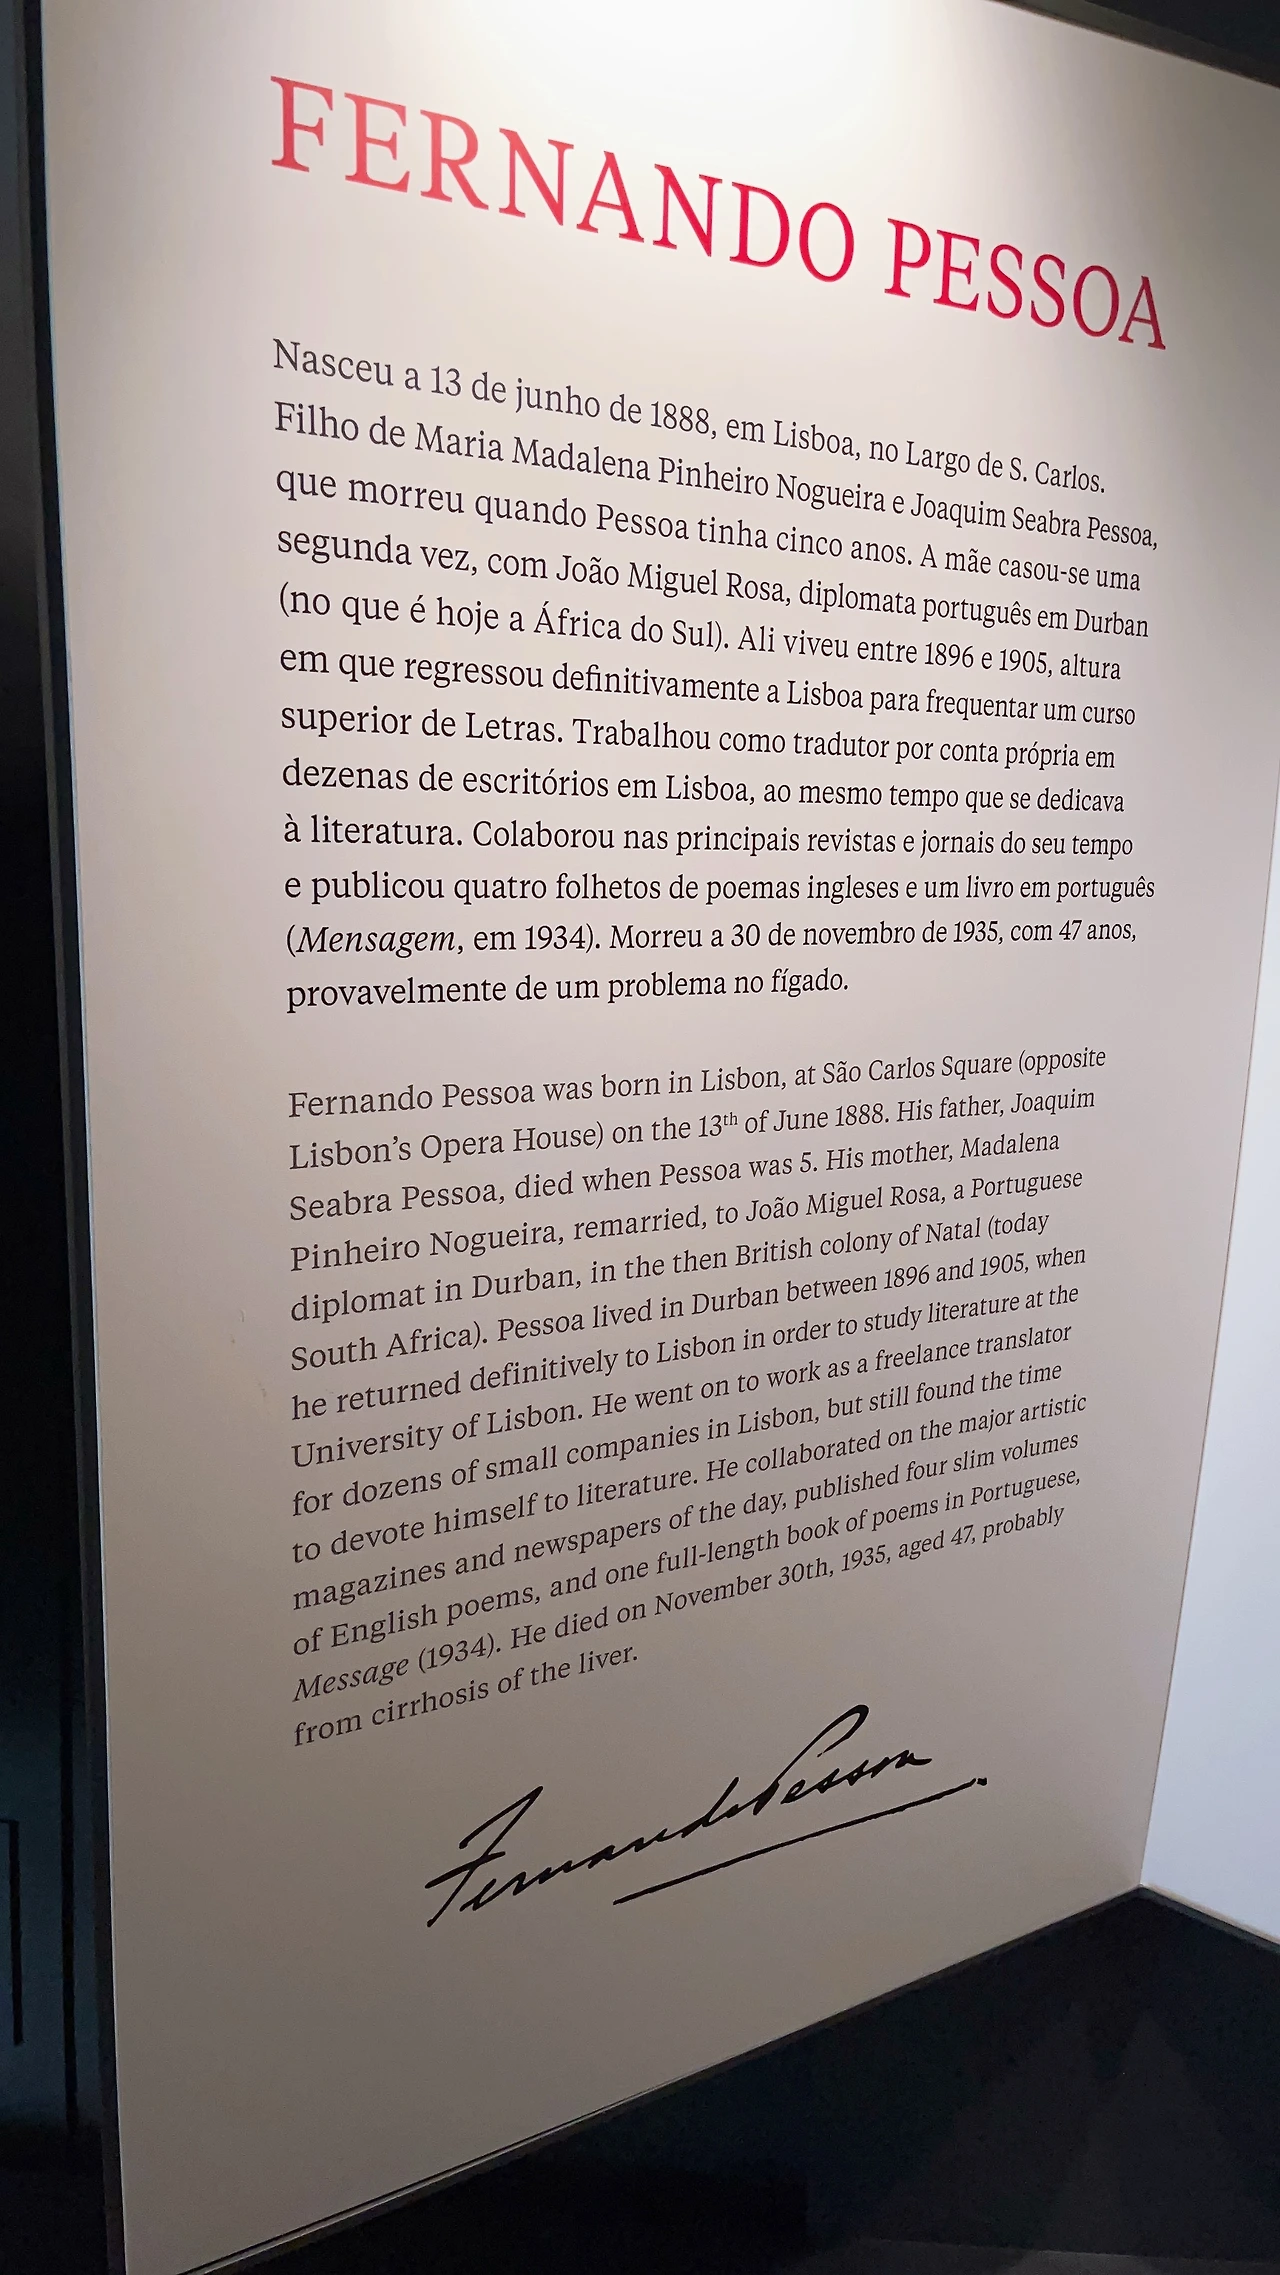 FERNANDO PESSOA
Nasceu a 13 de junho de 1888, em Lisboa, no Largo de S. Carlos.
Filho de Maria Madalena Pinheiro Nogueira e Joaquim Seabra Pessoa,
que morreu quando Pessoa tinha cinco anos. A mãe casou-se uma
segunda vez, com João Miguel Rosa, diplomata português em Durban
(no que é hoje a África do Sul). Ali viveu entre 1896 e 1905, altura
em que regressou definitivamente a Lisboa para frequentar um curso
superior de Letras. Trabalhou como tradutor por conta própria em
dezenas de escritórios em Lisboa, ao mesmo tempo que se dedicava
à literatura. Colaborou nas principais revistas e jornais do seu tempo
e publicou quatro folhetos de poemas ingleses e um livro em português
(Mensagem, em 1934). Morreu a 30 de novembro de 1935, com 47 anos,
provavelmente de um problema no fígado.
Fernando Pessoa was born in Lisbon, at São Carlos Square (opposite
Lisbon’s Opera House) on the 13th of June 1888. His father, Joaquim
Seabra Pessoa, died when Pessoa was 5. His mother, Madalena
Pinheiro Nogueira, remarried, to João Miguel Rosa, a Portuguese
diplomat in Durban, in the then British colony of Natal (today
South Africa). Pessoa lived in Durban between 1896 and 1905, when
he returned definitively to Lisbon in order to study literature at the
University of Lisbon. He went on to work as a freelance translator
for dozens of small companies in Lisbon, but still found the time
to devote himself to literature. He collaborated on the major artistic
magazines and newspapers of the day, published four slim volumes
of English poems, and one full-length book of poems in Portuguese,
Message (1934). He died on November 30th, 1935, aged 47, probably
from cirrhosis of the liver.
Fernando Pessoa